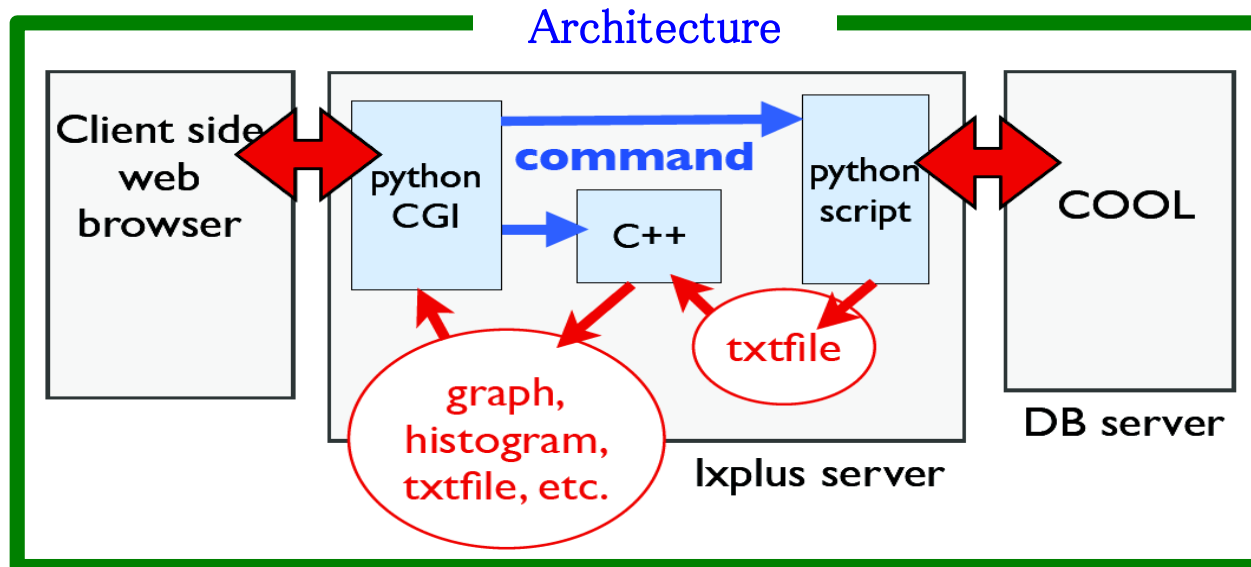 Architecture
Client side
web
browser
python
CGI
command
C++
python
script
COOL
txtfile
graph,
histogram,
txtfile, etc.
lxplus server
DB server